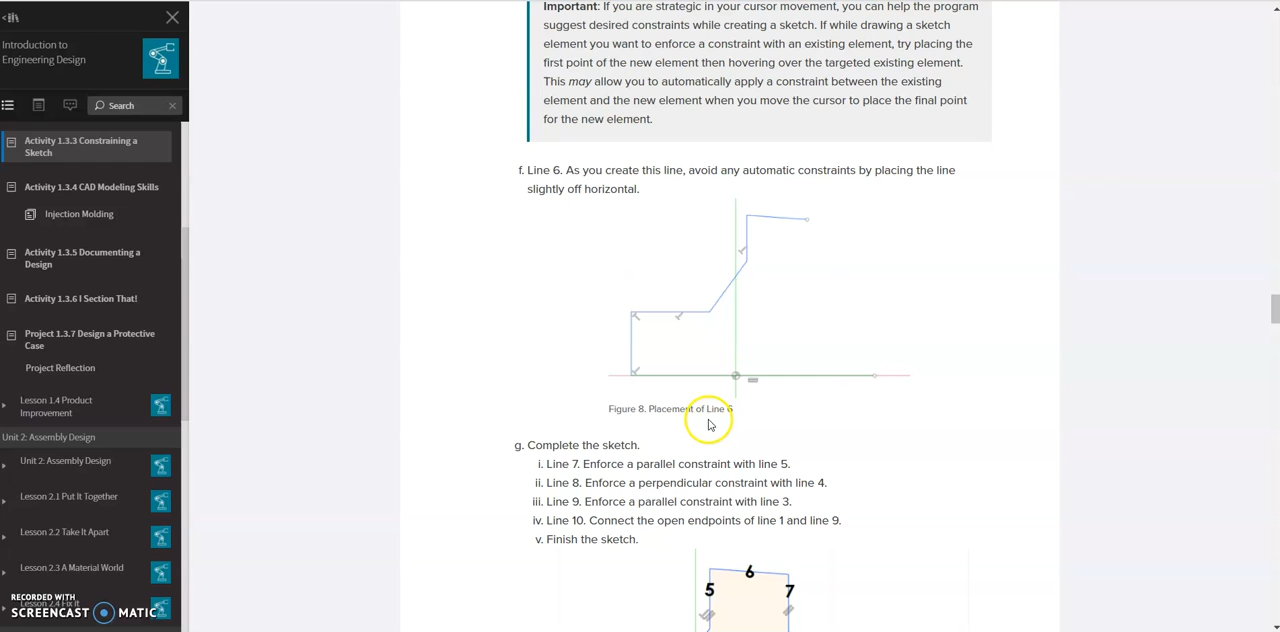 Introduction to
Engineering Design
Search
Activity 1.3.3 Constraining a
Sketch
Activity 1.3.4 CAD Modeling Skills
Injection Molding
Activity 1.3.5 Documenting a
Design
Activity 1.3.6 I Section That!
Project 1.3.7 Design a Protective
Case
Project Reflection
Lesson 1.4 Product
Improvement
Unit 2: Assembly Design
Unit 2: Assembly Design
Lesson 2.1 Put It Together
Lesson 2.2 Take It Apart
Lesson 2.3 A Material World
Lesson 2.4 Fix It
RECORDED WITH
SCREENCAST MATIC
Important: If you are strategic in your cursor movement, you can help the program
suggest desired constraints while creating a sketch. If while drawing a sketch
element you want to enforce a constraint with an existing element, try placing the
first point of the new element then hovering over the targeted existing element.
This may allow you to automatically apply a constraint between the existing
element and the new element when you move the cursor to place the final point
for the new element.
f. Line 6. As you create this line, avoid any automatic constraints by placing the line
slightly off horizontal.
Figure 8. Placement of Line 6
g. Complete the sketch.
i. Line 7. Enforce a parallel constraint with line 5.
ii. Line 8. Enforce a perpendicular constraint with line 4.
iii. Line 9. Enforce a parallel constraint with line 3.
iv. Line 10. Connect the open endpoints of line 1 and line 9.
v. Finish the sketch.
6
5 7